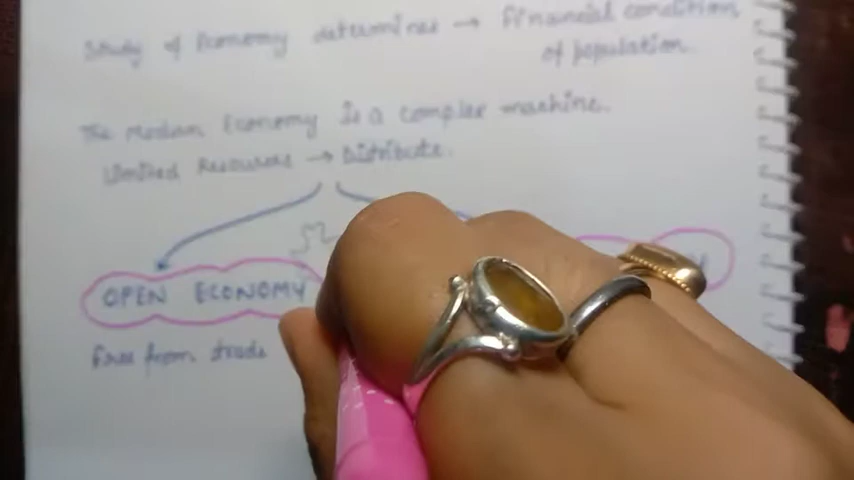 Study of Economy determines → financial condition
of population.
The Modern Economy is a complex machine.
Limited Resources → Distribute.
OPEN ECONOMY
free from trade